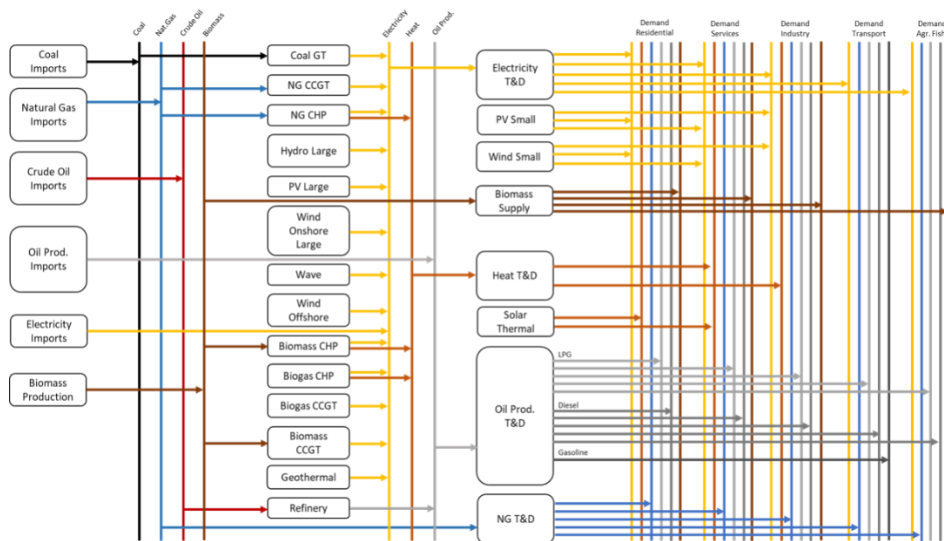 Coal
Nat.Gas
Crude Oil
Biomass
Electricity
Heat
Oil Prod.
Demand
Residential
Demand
Services
Demand
Industry
Demand
Transport
Demand
Agr. Fish
Coal
Imports
Natural Gas
Imports
Crude Oil
Imports
Oil Prod.
Imports
Electricity
Imports
Biomass
Production
Coal GT
NG CCGT
NG CHP
Hydro Large
PV Large
Wind
Onshore
Large
Wave
Wind
Offshore
Biomass CHP
Biogas CHP
Biogas CCGT
Biomass
CCGT
Geothermal
Refinery
Electricity
T&D
PV Small
Wind Small
Biomass
Supply
Heat T&D
Solar
Thermal
Oil Prod.
T&D
NG T&D
LPG
Diesel
Gasoline